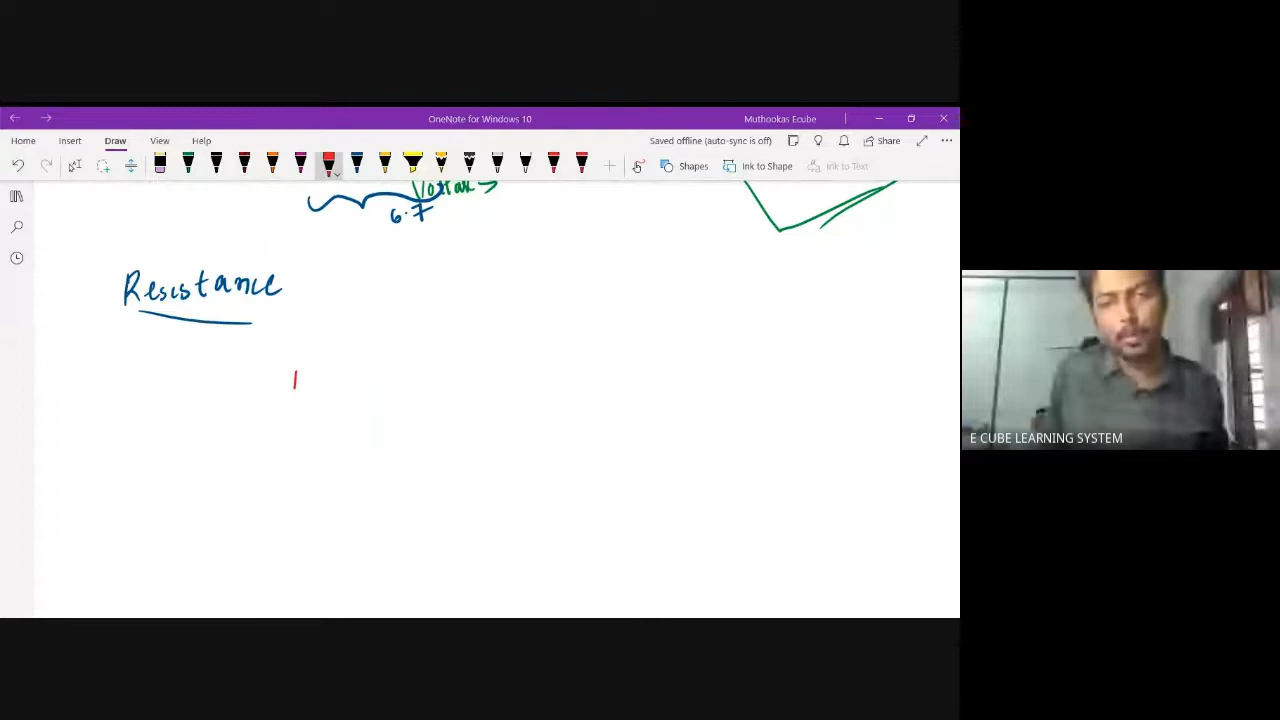 OneNote for Windows 10
Muthookas Ecube
Home Insert Draw View Help
Saved offline (auto-sync is off)
Share
Shapes
Ink to Shape
Ink to Text
6.7
Resistance
E CUBE LEARNING SYSTEM